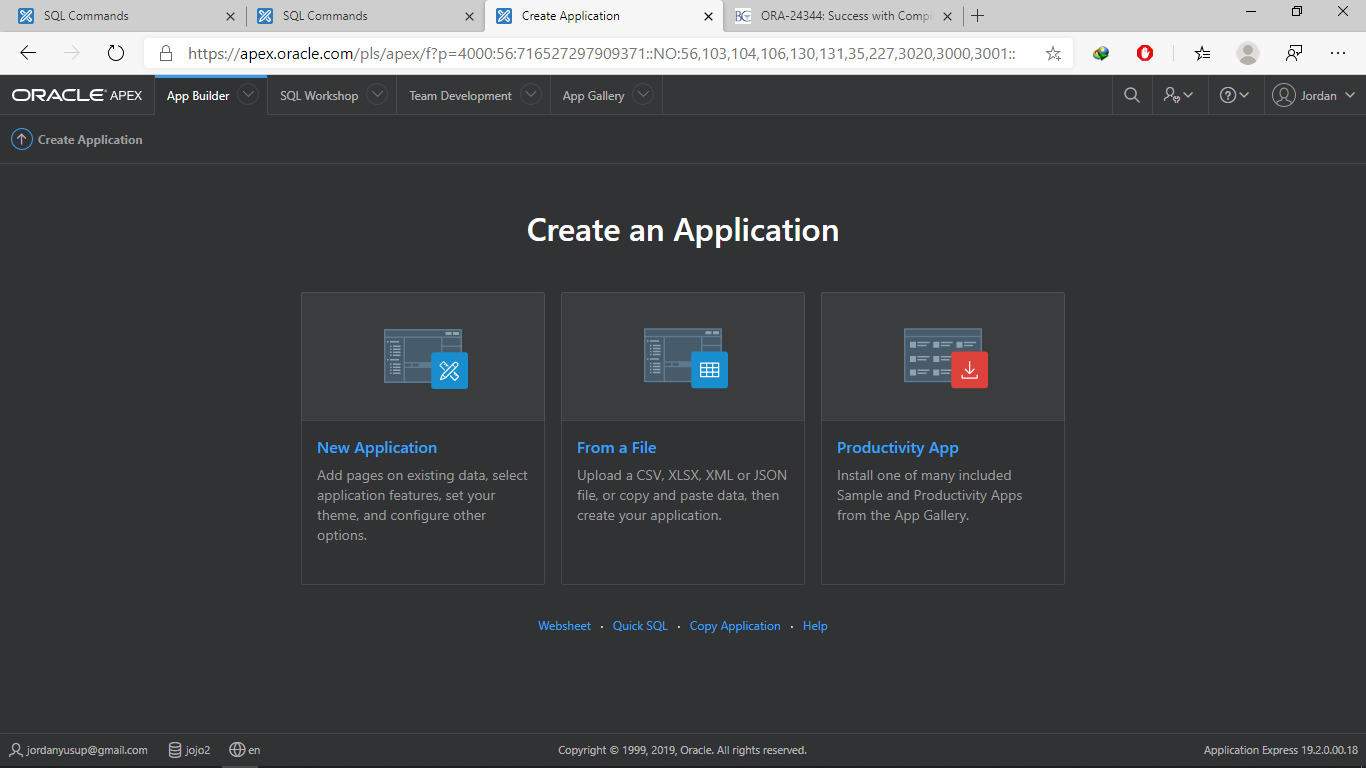 SQL Commands
SQL Commands
Create Application
ORA-24344: Success with Compi
https://apex.oracle.com/pls/apex/f?p=4000:56:716527297909371::NO:56,103,104,106,130,131,35,227,3020,3000,3001::
ORACLE APEX
App Builder
SQL Workshop
Team Development
App Gallery
Jordan
Create Application
Create an Application
New Application
Add pages on existing data, select
application features, set your
theme, and configure other
options.
From a File
Upload a CSV, XLSX, XML or JSON
file, or copy and paste data, then
create your application.
Productivity App
Install one of many included
Sample and Productivity Apps
from the App Gallery.
Websheet · Quick SQL · Copy Application · Help
jordanyusup@gmail.com
jojo2
en
Copyright © 1999, 2019, Oracle. All rights reserved.
Application Express 19.2.0.00.18